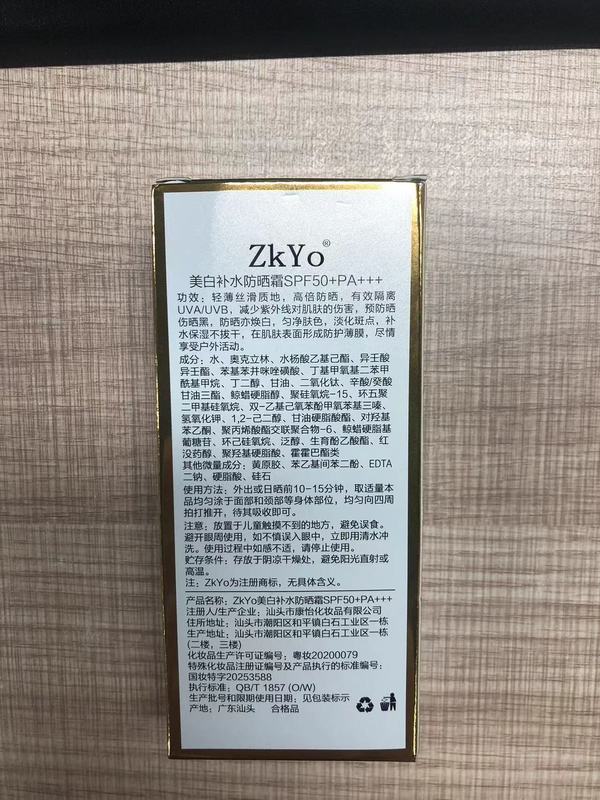 ZkYo®
美白补水防晒霜SPF50+PA+++
功效：轻薄丝滑质地，高倍防晒，有效隔离
UVA/UVB，减少紫外线对肌肤的伤害，预防晒
伤晒黑，防晒亦焕白，匀净肤色，淡化斑点，补
水保湿不拔干，在肌肤表面形成防护薄膜，尽情
享受户外活动。
成分：水、奥克立林、水杨酸乙基己酯、异壬酸
异壬酯、苯基苯并咪唑磺酸、丁基甲氧基二苯甲
酰基甲烷、丁二醇、甘油、二氧化钛、辛酸/癸酸
甘油三酯、鲸蜡硬脂醇、聚硅氧烷-15、环五聚
二甲基硅氧烷、双-乙基己氧苯酚甲氧苯基三嗪、
氢氧化钾、1,2-己二醇、甘油硬脂酸酯、对羟基
苯乙酮、聚丙烯酸酯交联聚合物-6、鲸蜡硬脂基
葡糖苷、环己硅氧烷、泛醇、生育酚乙酸酯、红
没药醇、聚羟基硬脂酸、霍霍巴酯类
其他微量成分：黄原胶、苯乙基间苯二酚、EDTA
二钠、硬脂酸、硅石
使用方法：外出或日晒前10-15分钟，取适量本
品均匀涂于面部和颈部等身体部位，均匀向四周
拍打推开，待其吸收即可。
注意：放置于儿童触摸不到的地方，避免误食。
避开眼周使用，如不慎误入眼中，立即用清水冲
洗。使用过程中如感不适，请停止使用。
贮存条件：存放于阴凉干燥处，避免阳光直射或
高温。
注：ZkYo为注册商标，无具体含义。
产品名称：ZkYo美白补水防晒霜SPF50+PA+++
注册人/生产企业：汕头市康怡化妆品有限公司
住所地址：汕头市潮阳区和平镇白石工业区一栋
生产地址：汕头市潮阳区和平镇白石工业区一栋
(二楼，三楼)
化妆品生产许可证编号：粤妆20200079
特殊化妆品注册证编号及产品执行的标准编号：
国妆特字20253588
执行标准：QB/T 1857 (O/W)
生产批号和限期使用日期：见包装标示
产地：广东汕头 合格品